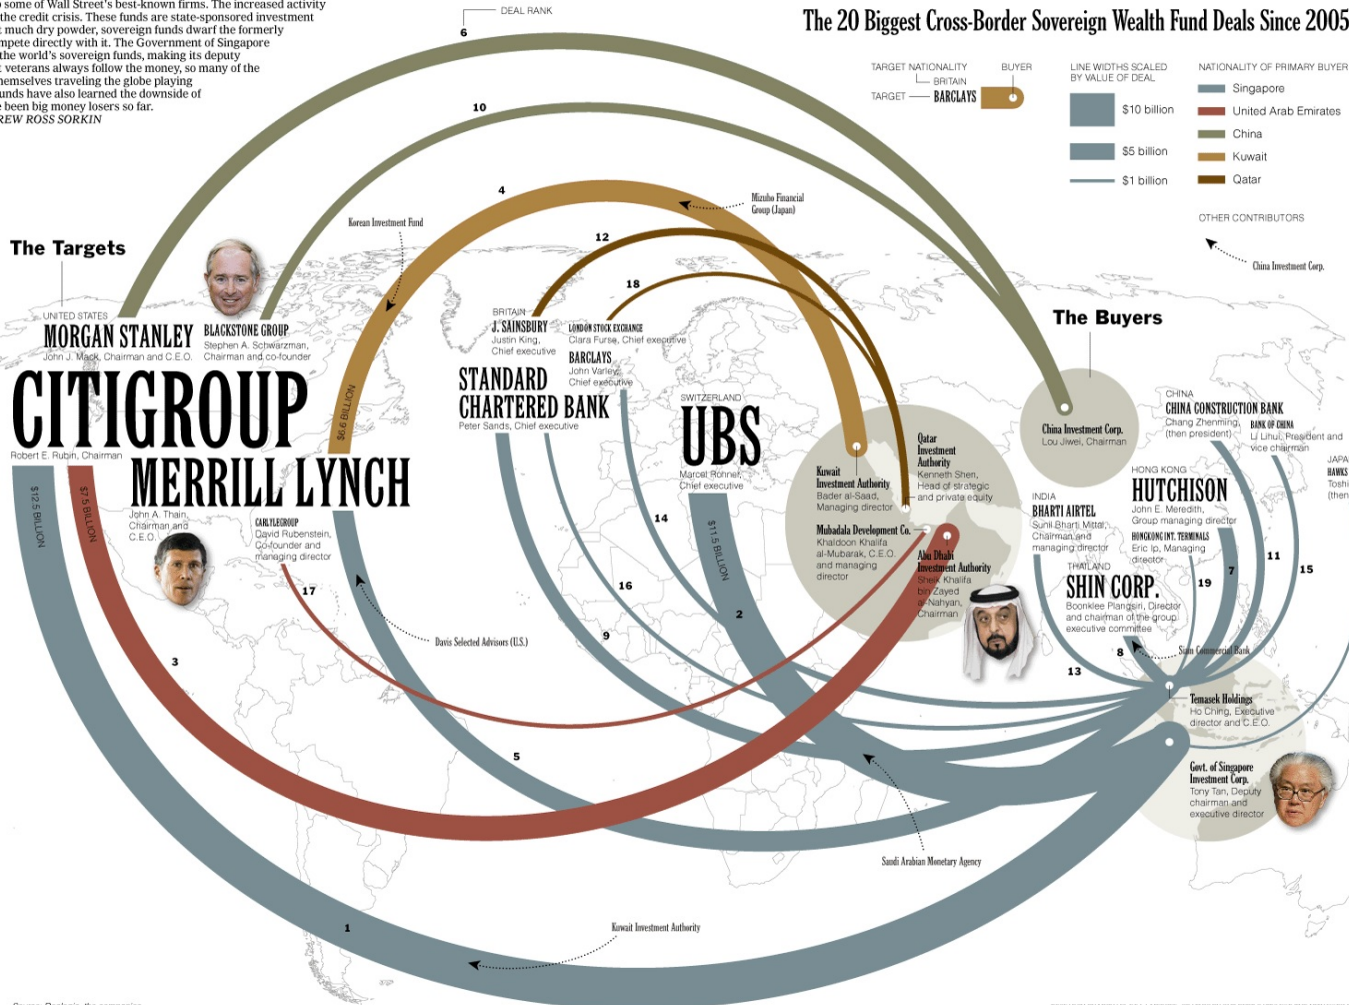 some of Wall Street's best-known firms. The increased activity
the credit crisis. These funds are state-sponsored investment
much dry powder, sovereign funds dwarf the formerly
mpete directly with it. The Government of Singapore
the world's sovereign funds, making its deputy
veterans always follow the money, so many of the
hemselves traveling the globe playing
unds have also learned the downside of
been big money losers so far.
REW ROSS SORKIN
The 20 Biggest Cross-Border Sovereign Wealth Fund Deals Since 2005
DEAL RANK
6
10
4
12
18
TARGET NATIONALITY
BRITAIN
TARGET
BARCLAYS
BUYER
LINE WIDTHS SCALED
BY VALUE OF DEAL
$10 billion
$5 billion
$1 billion
NATIONALITY OF PRIMARY BUYER
Singapore
United Arab Emirates
China
Kuwait
Qatar
OTHER CONTRIBUTORS
China Investment Corp.
Mizuho Financial
Group (Japan)
Korean Investment Fund
The Targets
UNITED STATES
MORGAN STANLEY
John J. Mack, Chairman and C.E.O.
BLACKSTONE GROUP
Stephen A. Schwarzman,
Chairman and co-founder
CITIGROUP
Robert E. Rubin, Chairman
MERRILL LYNCH
John A. Thain,
Chairman and
C.E.O.
CARLYLE GROUP
David Rubenstein,
Co-founder and
managing director
$12.5 BILLION
$7.5 BILLION
$6.6 BILLION
$11.5 BILLION
BRITAIN
J. SAINSBURY
Justin King,
Chief executive
LONDON STOCK EXCHANGE
Clara Furse, Chief executive
BARCLAYS
John Varley,
Chief executive
STANDARD
CHARTERED BANK
Peter Sands, Chief executive
SWITZERLAND
UBS
Marcel Rohner,
Chief executive
The Buyers
China Investment Corp.
Lou Jiwei, Chairman
Kuwait
Investment Authority
Bader al-Saad,
Managing director
Qatar
Investment
Authority
Kenneth Shen,
Head of strategic
and private equity
Mubadala Development Co.
Khaldoon Khalifa
al-Mubarak, C.E.O.
and managing
director
Abu Dhabi
Investment Authority
Sheik Khalifa
bin Zayed
al-Nahyan,
Chairman
CHINA
CHINA CONSTRUCTION BANK
Chang Zhenming,
(then president)
BANK OF CHINA
Li Lihui, President and
vice chairman
JAPA
HAWKS
Toshi
(then
HONG KONG
HUTCHISON
John E. Meredith,
Group managing director
HONGKONG INT. TERMINALS
Eric Ip, Managing
director
INDIA
BHARTI AIRTEL
Sunil Bharti Mittal,
Chairman and
managing director
THAILAND
SHIN CORP.
Boonklee Plangsiri, Director
and chairman of the group
executive committee
Siam Commercial Bank
Temasek Holdings
Ho Ching, Executive
director and C.E.O.
Govt. of Singapore
Investment Corp.
Tony Tan, Deputy
chairman and
executive director
Davis Selected Advisors (U.S.)
Saudi Arabian Monetary Agency
Kuwait Investment Authority
14
16
9
2
17
3
5
1
13
8
19
7
11
15